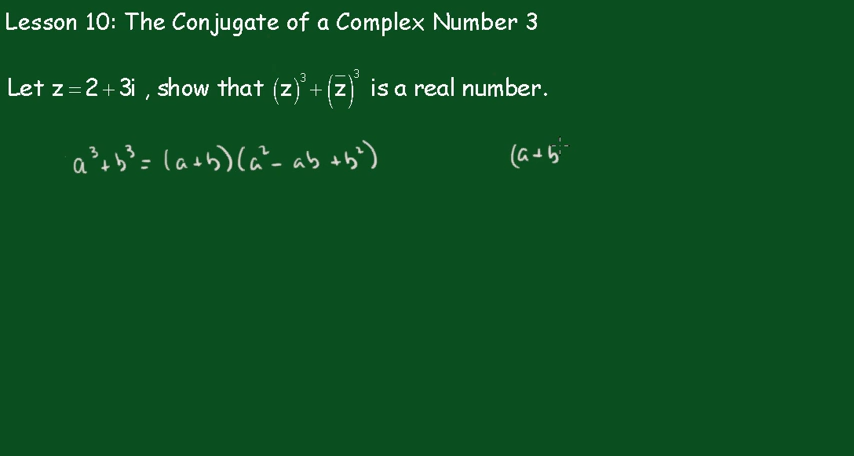 Lesson 10: The Conjugate of a Complex Number 3
Let z = 2 + 3i , show that (z)³ + (z̅)³ is a real number.
a³ + b³ = (a + b)(a² - ab + b²) (a + b